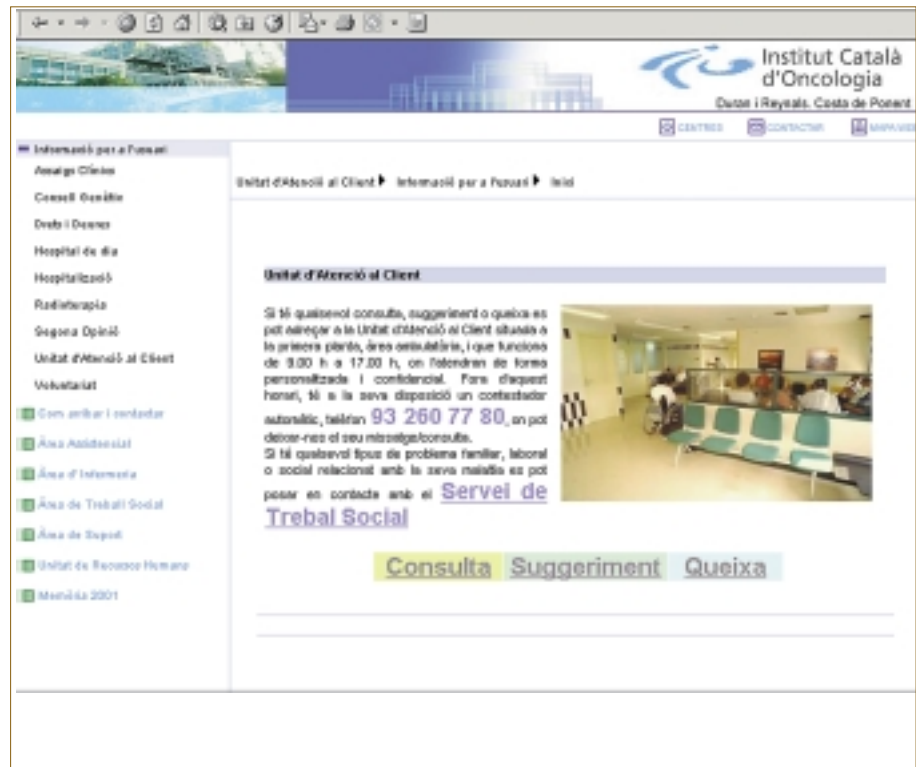 Institut Català
d'Oncologia
Duran i Reynals. Costa de Ponent
CENTRES CONTACTAR MAPA WEB
Informació per a l'usuari
Assaigs Clínics
Consell Genètic
Drets i Deures
Hospital de dia
Hospitalizació
Radioterapia
Segona Opinió
Unitat d'Atenció al Client
Voluntariat
Com arribar i contactar
Àrea Assistencial
Àrea d'Infermeria
Àrea de Treball Social
Àrea de Suport
Unitat de Recursos Humans
Memòria 2001
Unitat d'Atenció al Client Informació per a l'usuari Inici
Unitat d'Atenció al Client
Si té qualsevol consulta, suggeriment o queixa es
pot adreçar a la Unitat d'Atenció al Client situada a
la primera planta, àrea ambulatòria, i que funciona
de 9.00 h a 17.00 h, on l'atendran de forma
personalitzada i confidencial. Fora d'aquest
horari, té a la seva disposició un contestador
automàtic, telèfon 93 260 77 80, on pot
deixar-nos el seu missatge/consulta.
Si té qualsevol tipus de problema familiar, laboral
o social relacionat amb la seva malaltia es pot
posar en contacte amb el Servei de
Trebal Social
Consulta Suggeriment Queixa